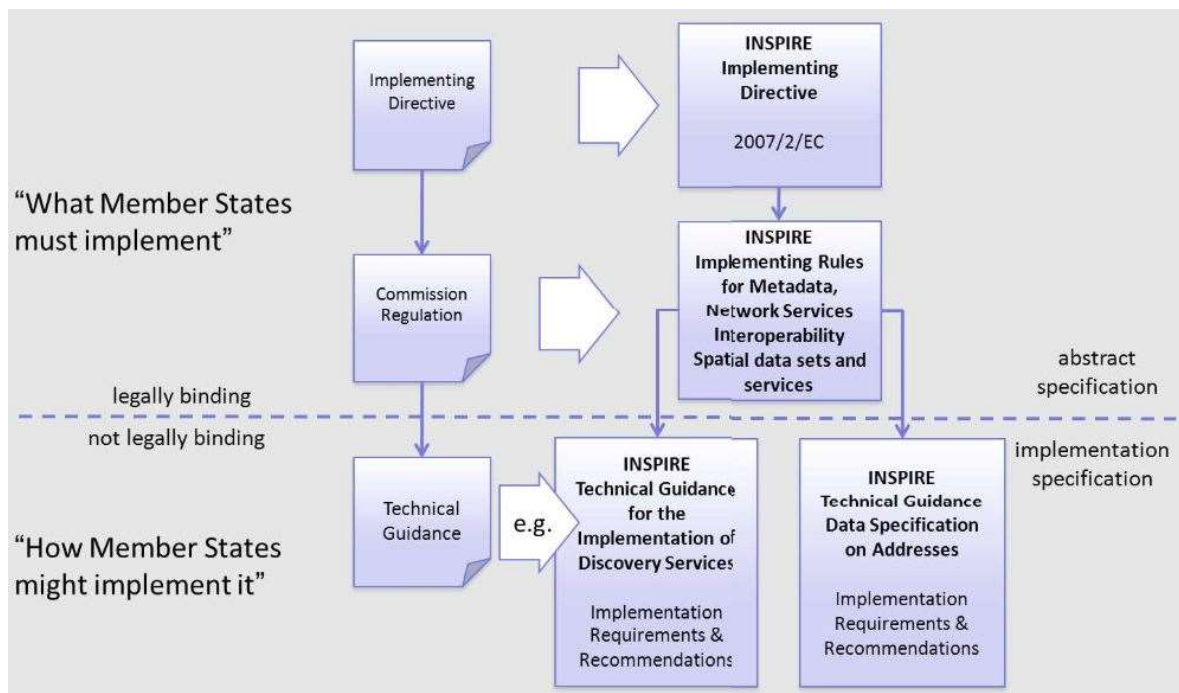 Implementing
Directive
INSPIRE
Implementing
Directive
2007/2/EC
“What Member States
must implement”
Commission
Regulation
INSPIRE
Implementing Rules
for Metadata,
Network Services
Interoperability
Spatial data sets and
services
abstract
specification
legally binding
not legally binding
implementation
specification
Technical
Guidance
e.g.
INSPIRE
Technical Guidance
for the
Implementation of
Discovery Services
Implementation
Requirements &
Recommendations
INSPIRE
Technical Guidance
Data Specification
on Addresses
Implementation
Requirements &
Recommendations
“How Member States
might implement it”